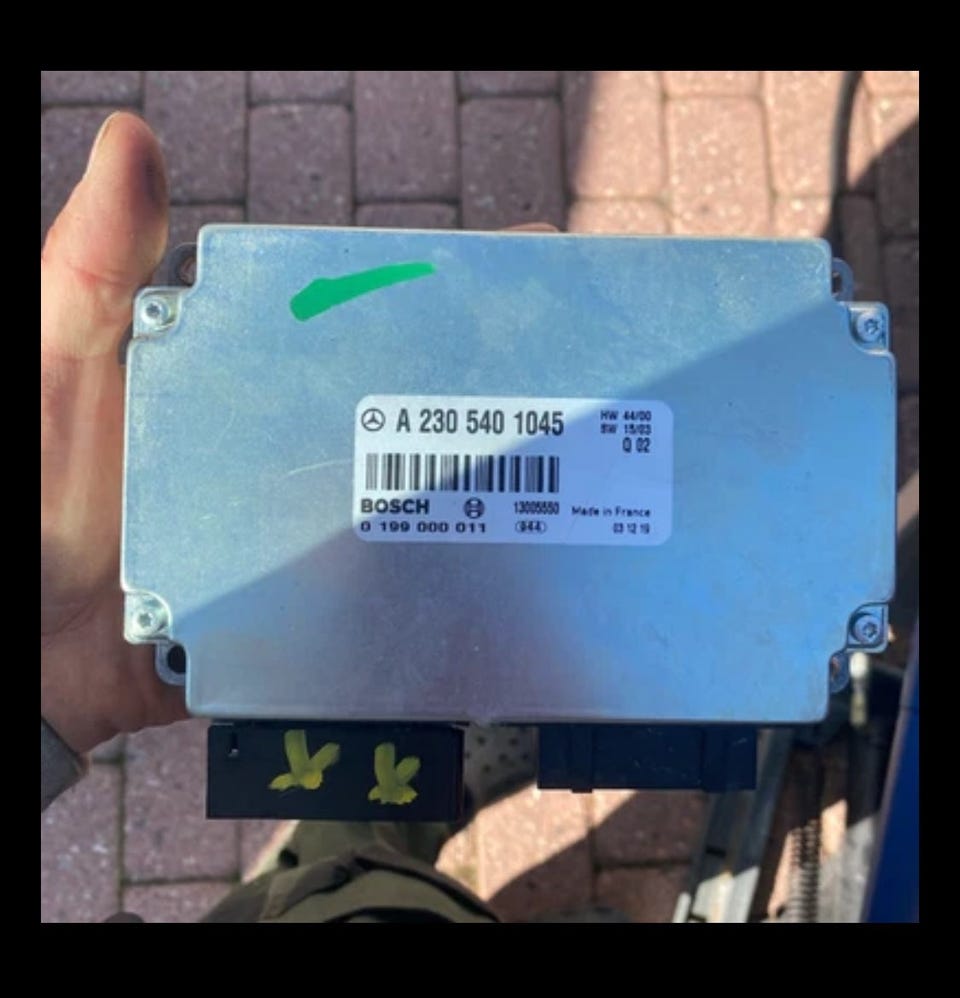 A 230 540 1045
HW 44/00
SW 15/03
Q 02
BOSCH
13005550
Made in France
0 199 000 011
944
03 12 19